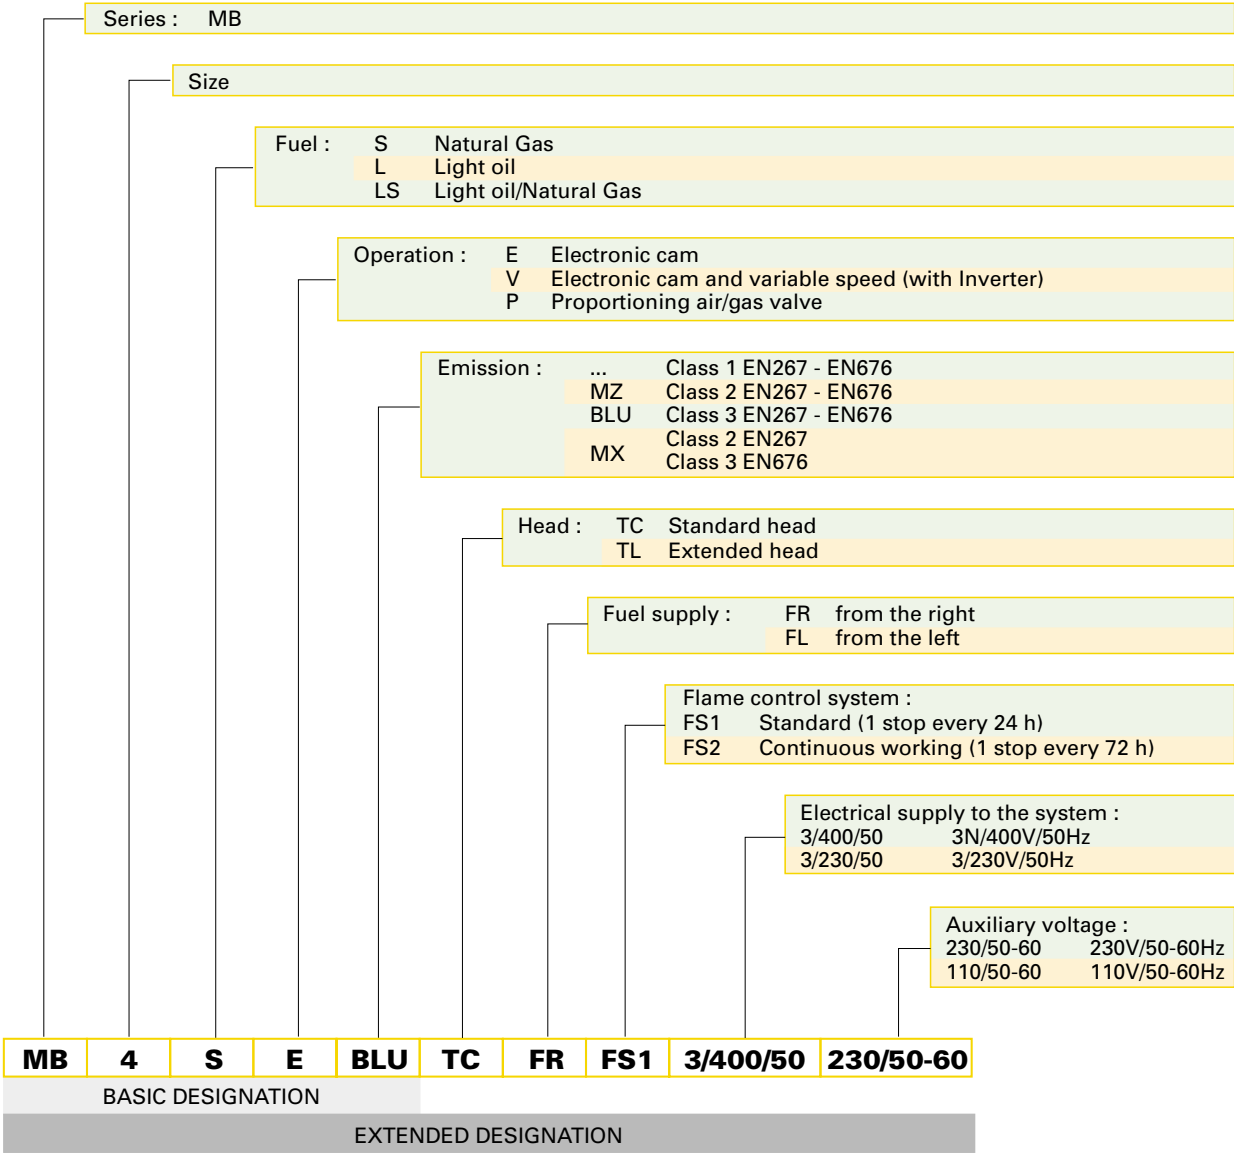 Series : MB
Size
Fuel : S Natural Gas
L Light oil
LS Light oil/Natural Gas
Operation : E Electronic cam
V Electronic cam and variable speed (with Inverter)
P Proportioning air/gas valve
Emission : ... Class 1 EN267 - EN676
MZ Class 2 EN267 - EN676
BLU Class 3 EN267 - EN676
MX Class 2 EN267
Class 3 EN676
Head : TC Standard head
TL Extended head
Fuel supply : FR from the right
FL from the left
Flame control system :
FS1 Standard (1 stop every 24 h)
FS2 Continuous working (1 stop every 72 h)
Electrical supply to the system :
3/400/50 3N/400V/50Hz
3/230/50 3/230V/50Hz
Auxiliary voltage :
230/50-60 230V/50-60Hz
110/50-60 110V/50-60Hz
MB 4 S E BLU TC FR FS1 3/400/50 230/50-60
BASIC DESIGNATION
EXTENDED DESIGNATION